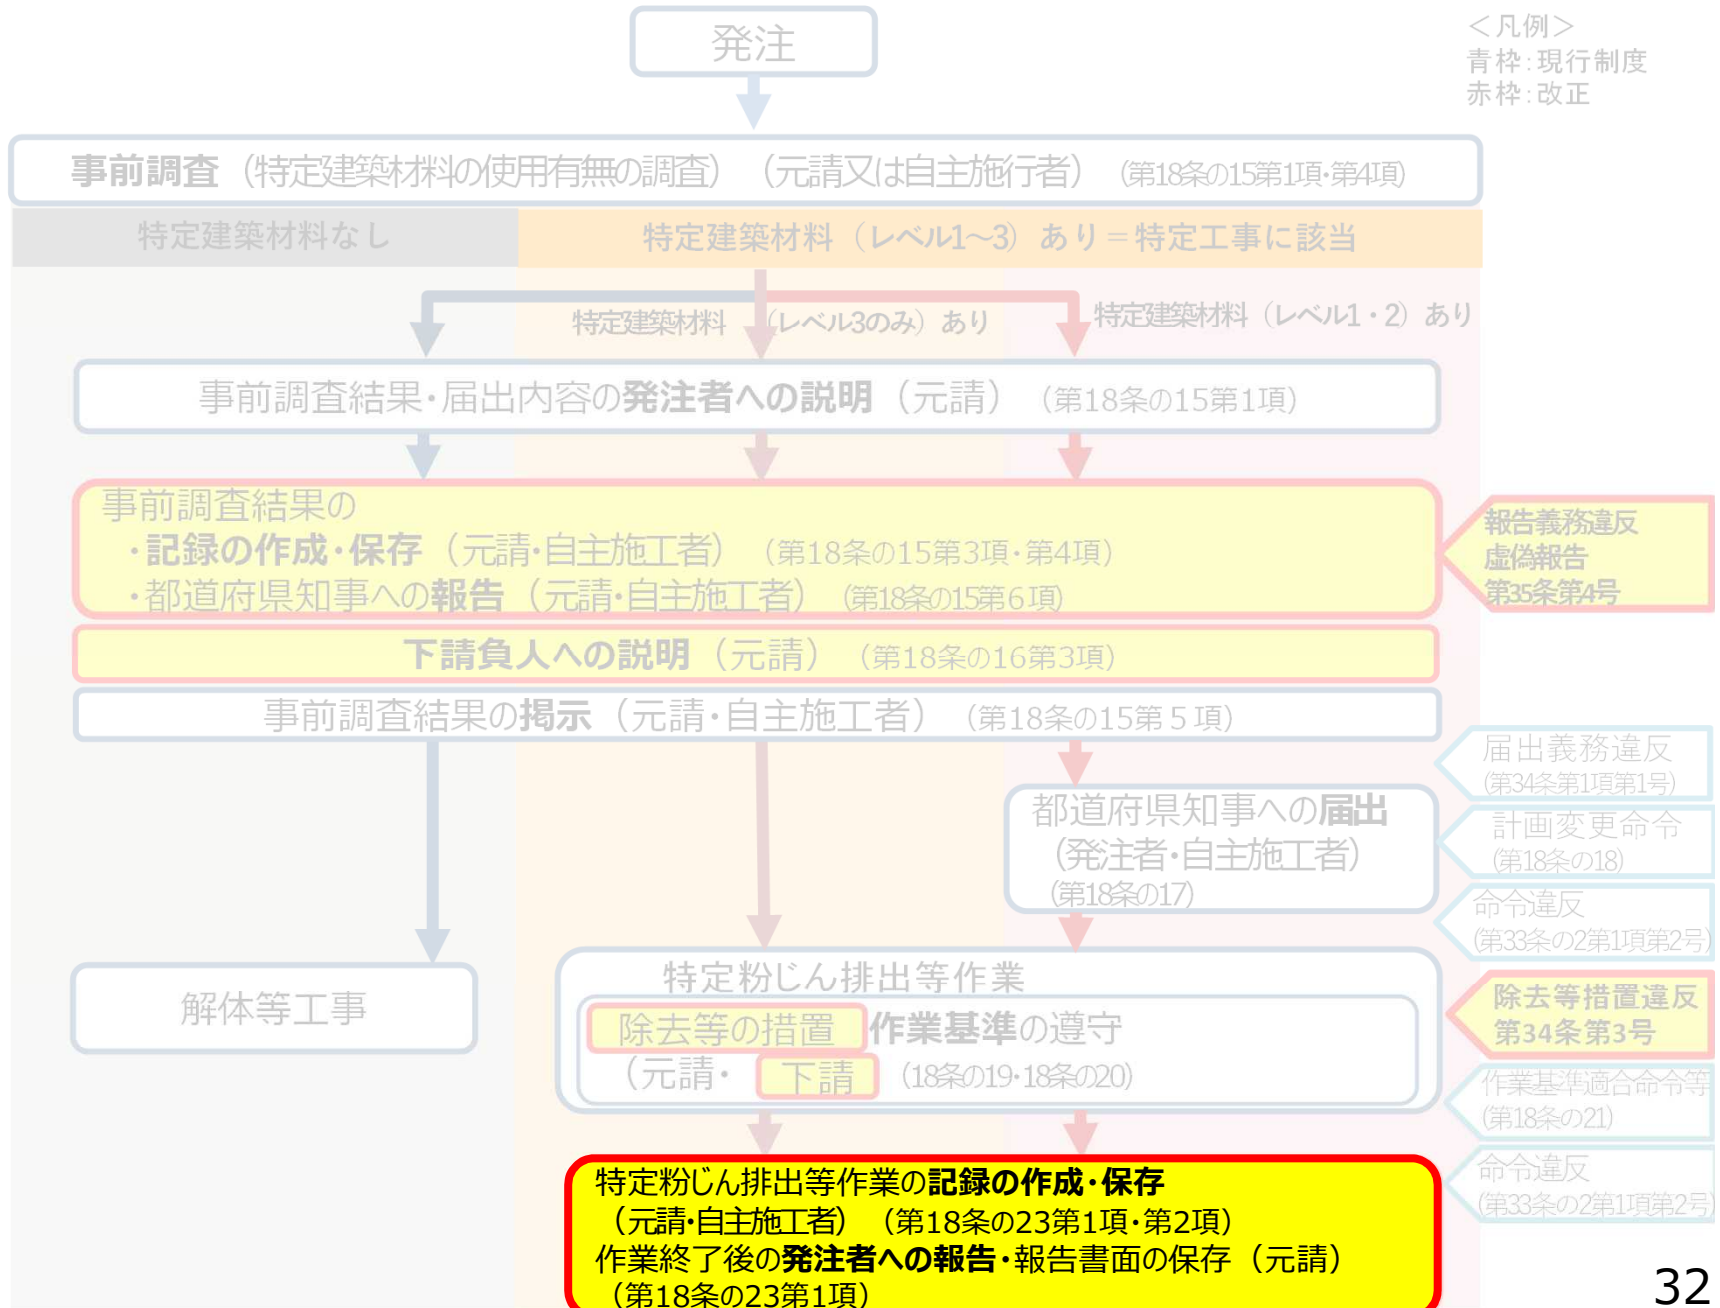 発注
＜凡例＞
青枠：現行制度
赤枠：改正
事前調査（特定建築材料の使用有無の調査）（元請又は自主施行者）（第18条の15第1項・第4項）
特定建築材料なし
特定建築材料（レベル1～3）あり＝特定工事に該当
特定建築材料（レベル3のみ）あり
特定建築材料（レベル1・2）あり
事前調査結果・届出内容の発注者への説明（元請）（第18条の15第1項）
事前調査結果の
・記録の作成・保存（元請・自主施工者）（第18条の15第3項・第4項）
・都道府県知事への報告（元請・自主施工者）（第18条の15第６項）
報告義務違反
虚偽報告
第35条第4号
下請負人への説明（元請）（第18条の16第3項）
事前調査結果の掲示（元請・自主施工者）（第18条の15第５項）
届出義務違反
（第34条第1項第1号）
都道府県知事への届出
（発注者・自主施工者）
（第18条の17）
計画変更命令
（第18条の18）
命令違反
（第33条の2第1項第2号）
解体等工事
特定粉じん排出等作業
除去等の措置 作業基準の遵守
（元請・ 下請 （18条の19・18条の20）
除去等措置違反
第34条第3号
作業基準適合命令等
（第18条の21）
命令違反
（第33条の2第1項第2号）
特定粉じん排出等作業の記録の作成・保存
（元請・自主施工者）（第18条の23第1項・第2項）
作業終了後の発注者への報告・報告書面の保存（元請）
（第18条の23第1項）
32